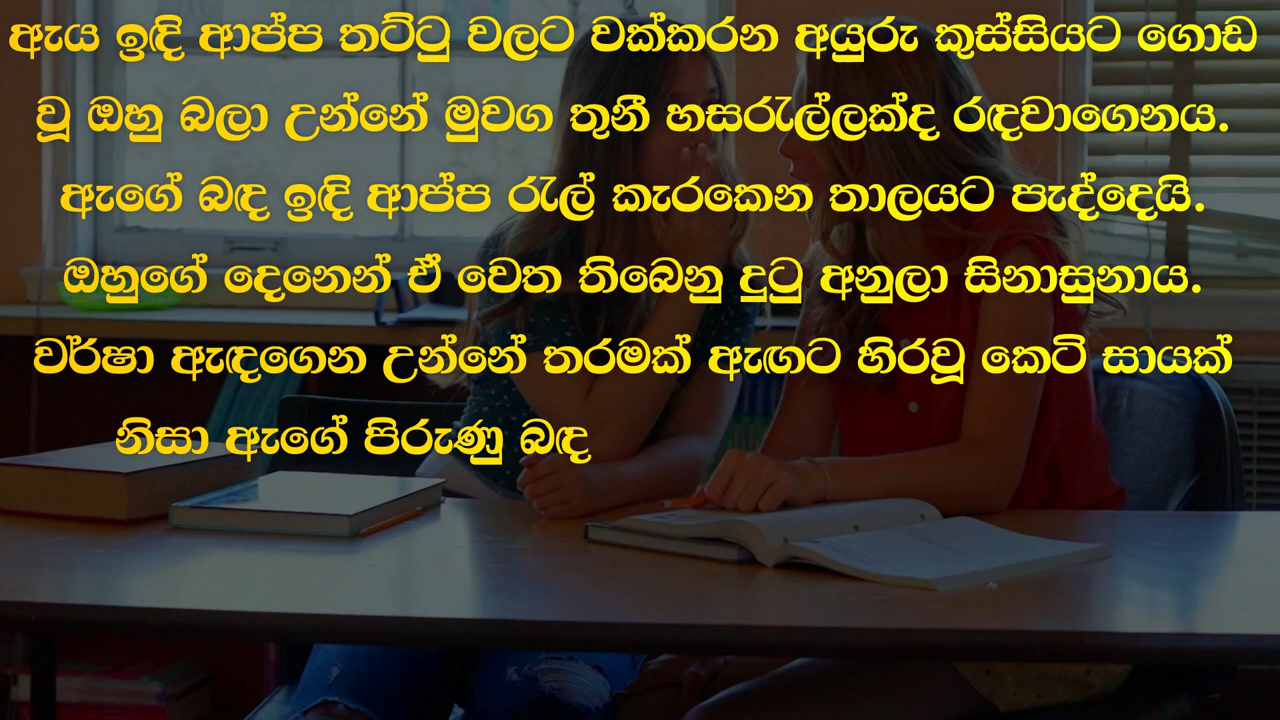 ඇය ඉඳි ආප්ප තට්ටු වලට වක්කරන අයුරු කුස්සියට ගොඩ
වූ ඔහු බලා උන්නේ මුවග තුනී හසරැල්ලක්ද රඳවාගෙනය.
ඇගේ බඳ ඉඳි ආප්ප රැල් කැරකෙන තාලයට පැද්දෙයි.
ඔහුගේ දෙනෙන් ඒ වෙත තිබෙනු දුටු අනුලා සිනාසුනාය.
වර්ෂා ඇඳගෙන උන්නේ තරමක් ඇඟට හිරවූ කෙටි සායක්
නිසා ඇගේ පිරුණු බඳ